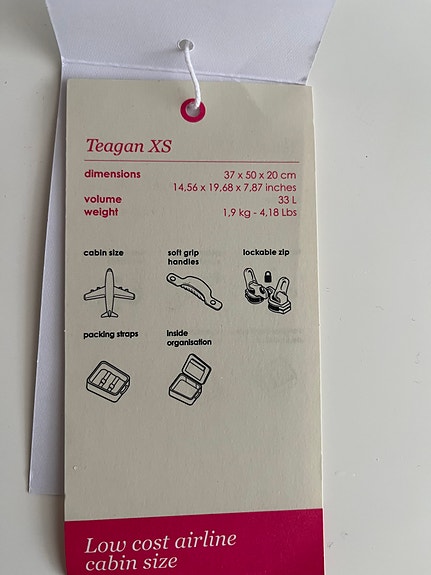 Teagan XS
dimensions 37 x 50 x 20 cm
14,56 x 19,68 x 7,87 inches
volume 33 L
weight 1,9 kg - 4,18 Lbs
cabin size soft grip handles lockable zip
packing straps inside organisation
Low cost airline
cabin size